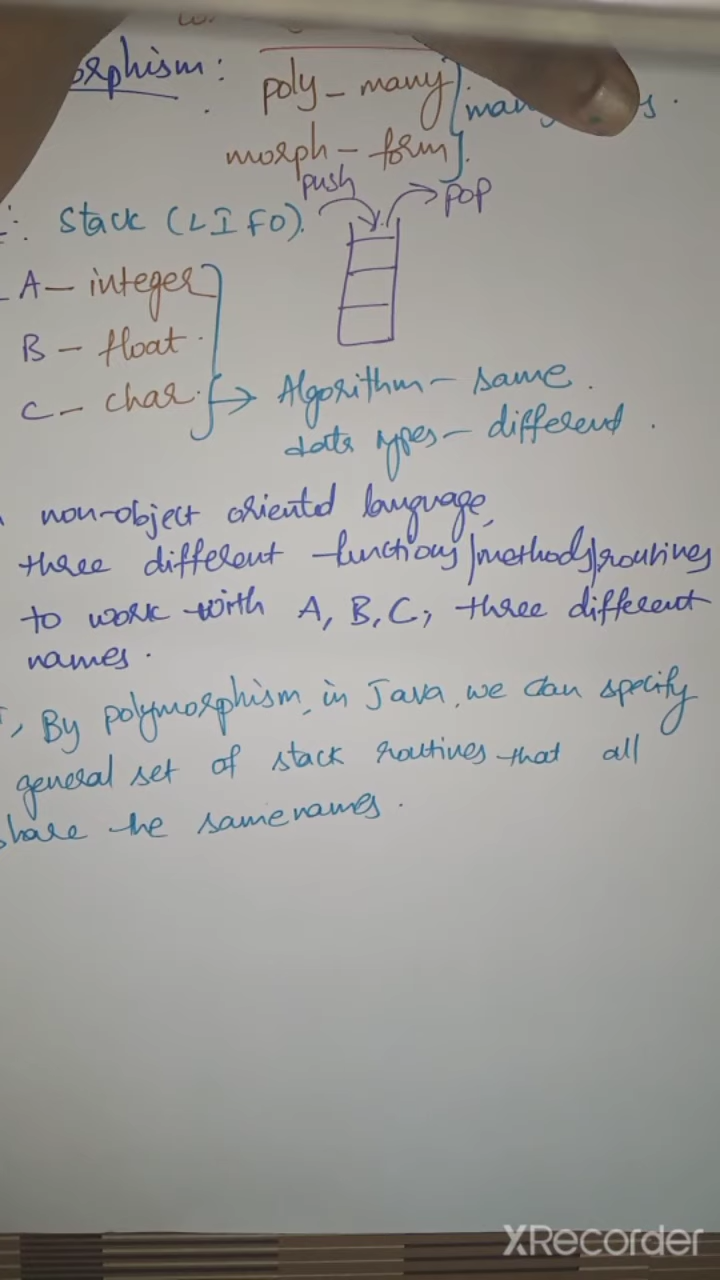 orphism:
poly - many
morph - form
push
pop
Stack (LIFO).
A - integer
B - float
C - char
Algorithm - same.
data types - different.
non-object oriented language,
three different functions/methods/routines
to work with A, B, C; three different
names.
, By polymorphism, in Java, we can specify
general set of stack routines that all
share the same names.
XRecorder